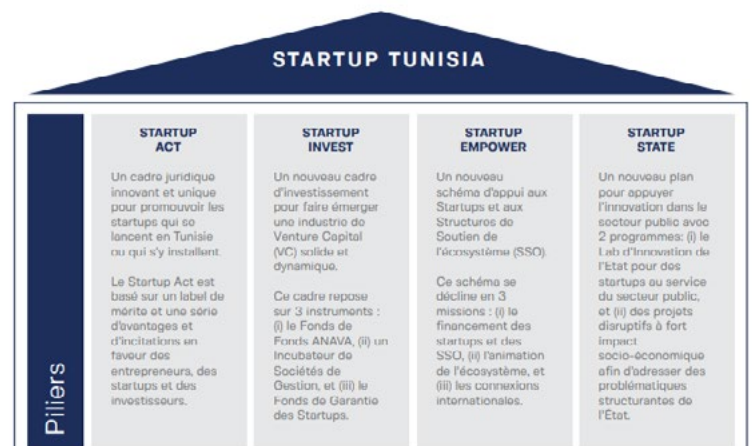 STARTUP TUNISIA
Piliers
STARTUP
ACT
Un cadre juridique
innovant et unique
pour promouvoir les
startups qui se
lancent en Tunisie
ou qui s'y installent.
Le Startup Act est
basé sur un label de
mérite et une série
d'avantages et
d'incitations en
faveur des
entrepreneurs, des
startups et des
investisseurs.
STARTUP
INVEST
Un nouveau cadre
d'investissement
pour faire émerger
une industrie de
Venture Capital
(VC) solide et
dynamique.
Ce cadre repose
sur 3 instruments :
(i) le Fonds de
Fonds ANAVA, (ii) un
Incubateur de
Sociétés de
Gestion, et (iii) le
Fonds de Garantie
des Startups.
STARTUP
EMPOWER
Un nouveau
schéma d'appui aux
Startups et aux
Structures de
Soutien de
l'écosystème (SSO).
Ce schéma se
décline en 3
missions : (i) le
financement des
startups et des
SSO, (ii) l'animation
de l'écosystème, et
(iii) les connexions
internationales.
STARTUP
STATE
Un nouveau plan
pour appuyer
l'innovation dans le
secteur public avec
2 programmes: (i) le
Lab d'Innovation de
l'Etat pour des
startups au service
du secteur public,
et (ii) des projets
disruptifs à fort
impact
socio-économique
afin d'adresser des
problématiques
structurantes de
l'État.